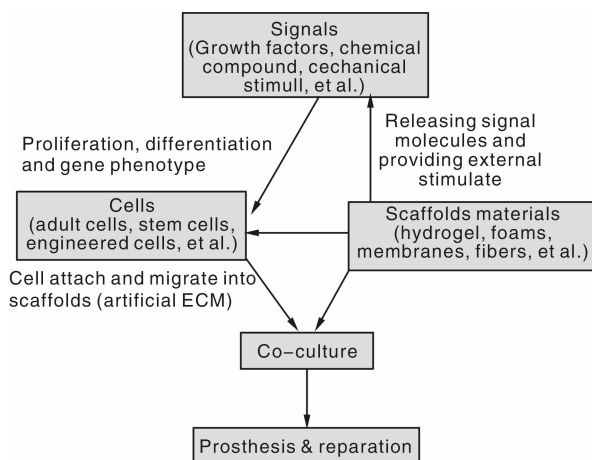 Signals
(Growth factors, chemical
compound, cechanical
stimull, et al.)
Proliferation, differentiation
and gene phenotype
Releasing signal
molecules and
providing external
stimulate
Cells
(adult cells, stem cells,
engineered cells, et al.)
Scaffolds materials
(hydrogel, foams,
membranes, fibers, et al.)
Cell attach and migrate into
scaffolds (artificial ECM)
Co−culture
Prosthesis & reparation